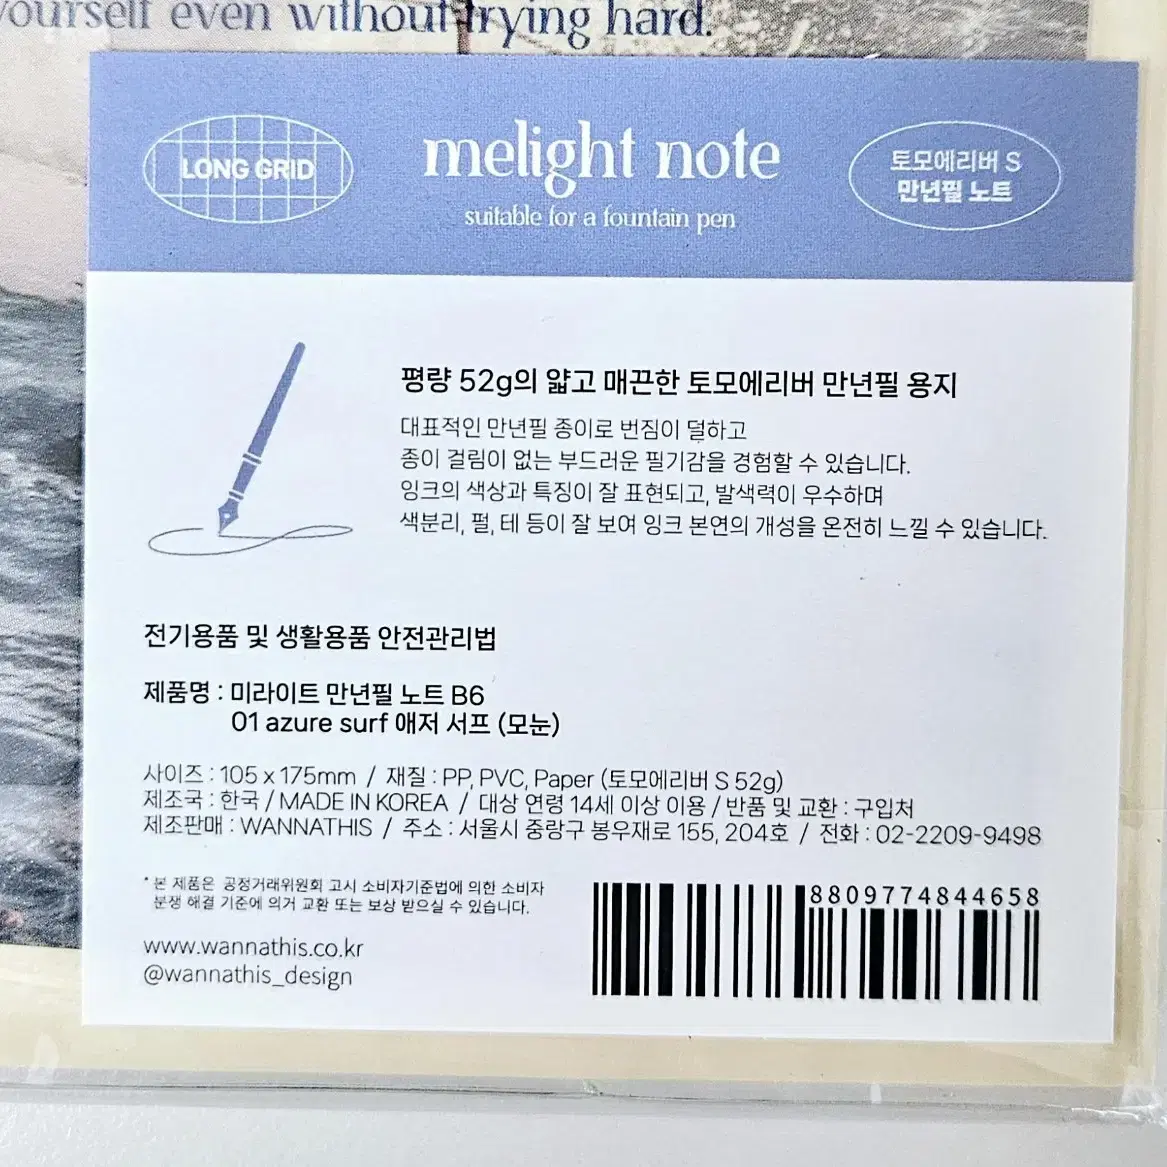 yourself even without trying hard.
LONG GRID
melight note
suitable for a fountain pen
토모에리버 S
만년필 노트
평량 52g의 얇고 매끈한 토모에리버 만년필 용지
대표적인 만년필 종이로 번짐이 덜하고
종이 걸림이 없는 부드러운 필기감을 경험할 수 있습니다.
잉크의 색상과 특징이 잘 표현되고, 발색력이 우수하며
색분리, 펄, 테 등이 잘 보여 잉크 본연의 개성을 온전히 느낄 수 있습니다.
전기용품 및 생활용품 안전관리법
제품명 : 미라이트 만년필 노트 B6
01 azure surf 애저 서프 (모눈)
사이즈 : 105 x 175mm / 재질 : PP, PVC, Paper (토모에리버 S 52g)
제조국 : 한국 / MADE IN KOREA / 대상 연령 14세 이상 이용 / 반품 및 교환 : 구입처
제조판매 : WANNATHIS / 주소 : 서울시 중랑구 봉우재로 155, 204호 / 전화 : 02-2209-9498
* 본 제품은 공정거래위원회 고시 소비자기준법에 의한 소비자
분쟁 해결 기준에 의거 교환 또는 보상 받으실 수 있습니다.
www.wannathis.co.kr
@wannathis_design
8809774844658